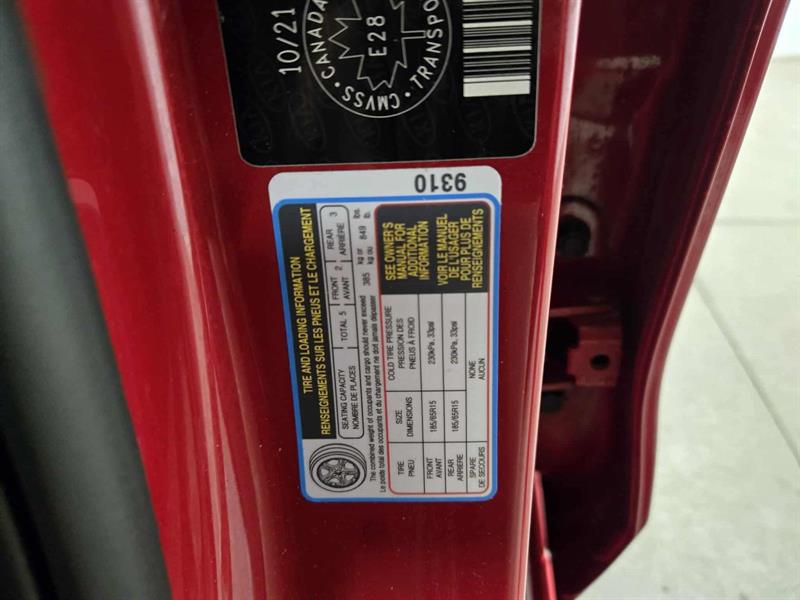 10/21
CANADA
E28
TRANSPORT
CMVSS
9310
TIRE AND LOADING INFORMATION
RENSEIGNEMENTS SUR LES PNEUS ET LE CHARGEMENT
SEATING CAPACITY TOTAL 5 FRONT 2 REAR 3
NOMBRE DE PLACES AVANT ARRIÈRE
The combined weight of occupants and cargo should never exceed 385 kg or 849 lbs.
Le poids total des occupants et du chargement ne doit jamais dépasser kg ou lb.
TIRE SIZE COLD TIRE PRESSURE
PNEU DIMENSIONS PRESSION DES
PNEUS À FROID
FRONT 185/65R15 230kPa, 33psi
AVANT
REAR 185/65R15 230kPa, 33psi
ARRIERE
SPARE NONE
DE SECOURS AUCUN
SEE OWNER'S
MANUAL FOR
ADDITIONAL
INFORMATION
VOIR LE MANUEL
DE L'USAGER
POUR PLUS DE
RENSEIGNEMENTS